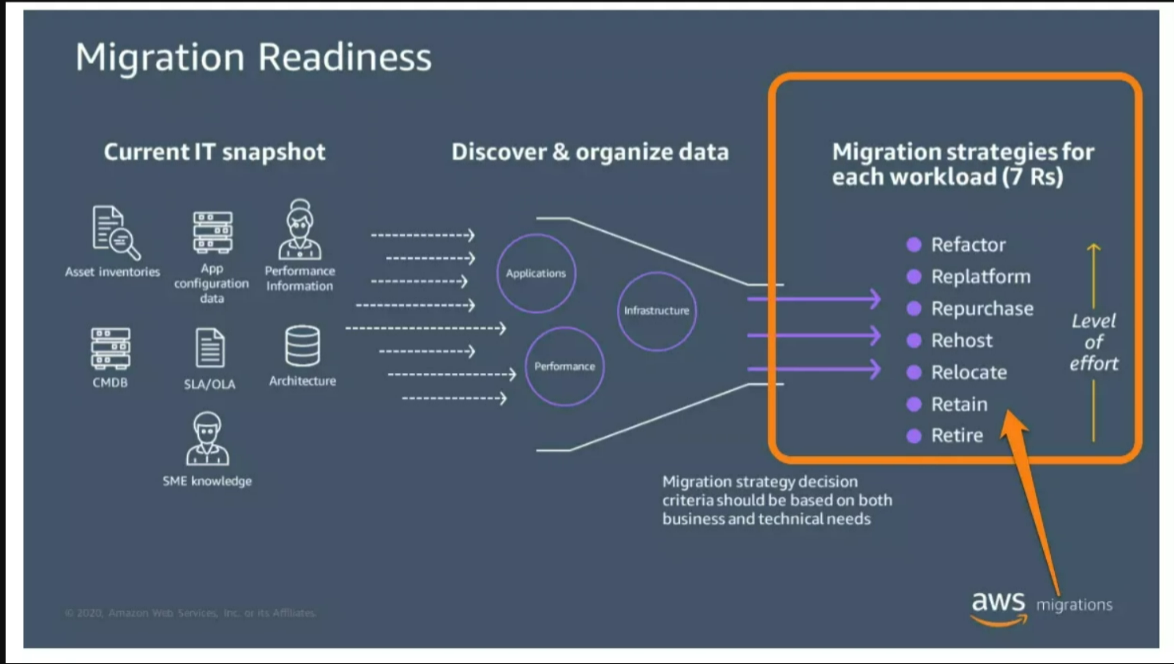 Migration Readiness
Current IT snapshot
Asset inventories
App
configuration
data
Performance
Information
CMDB
SLA/OLA
Architecture
SME knowledge
Discover & organize data
Applications
Infrastructure
Performance
Migration strategy decision
criteria should be based on both
business and technical needs
Migration strategies for
each workload (7 Rs)
Refactor
Replatform
Repurchase
Rehost
Relocate
Retain
Retire
Level
of
effort
© 2020, Amazon Web Services, Inc. or its Affiliates.
aws migrations